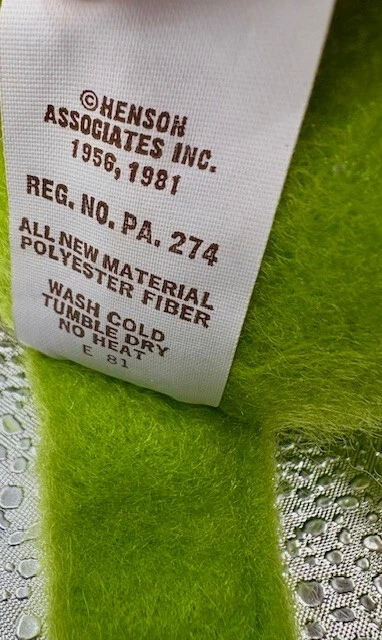 ©HENSON
ASSOCIATES INC.
1956, 1981
REG. NO. PA. 274
ALL NEW MATERIAL
POLYESTER FIBER
WASH COLD
TUMBLE DRY
NO HEAT
E 81